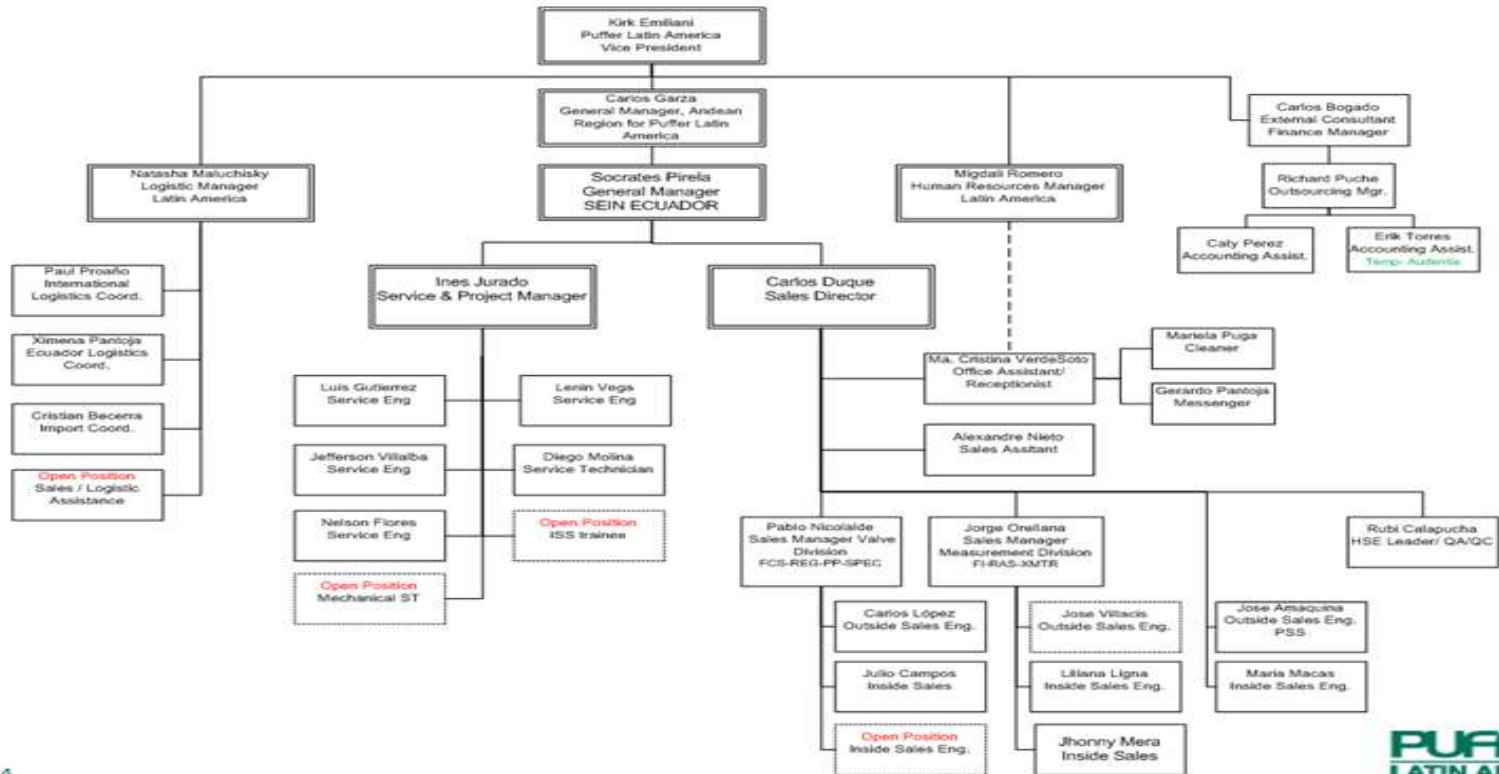 Kirk Emiliani
Puffer Latin America
Vice President
Carlos Garza
General Manager, Andean
Region for Puffer Latin
America
Carlos Bogado
External Consultant
Finance Manager
Natasha Maluchisky
Logistic Manager
Latin America
Socrates Pirela
General Manager
SEIN ECUADOR
Migdali Romero
Human Resources Manager
Latin America
Richard Puche
Outsourcing Mgr.
Caty Perez
Accounting Assist.
Erik Torres
Accounting Assist.
Temp- Audentia
Paul Proaño
International
Logistics Coord.
Ximena Pantoja
Ecuador Logistics
Coord.
Cristian Becerra
Import Coord.
Open Position
Sales / Logistic
Assistance
Ines Jurado
Service & Project Manager
Carlos Duque
Sales Director
Luis Gutierrez
Service Eng
Lenin Vega
Service Eng
Jefferson Villalba
Service Eng
Diego Molina
Service Technician
Nelson Flores
Service Eng
Open Position
ISS trainee
Open Position
Mechanical ST
Ma. Cristina VerdeSoto
Office Assistant/
Receptionist
Mariela Puga
Cleaner
Gerardo Pantoja
Messenger
Alexandre Nieto
Sales Assitant
Pablo Nicolalde
Sales Manager Valve
Division
FCS-REG-PP-SPEC
Jorge Orellana
Sales Manager
Measurement Division
FI-RAS-XMTR
Rubi Calapucha
HSE Leader/ QA/QC
Carlos López
Outside Sales Eng.
Jose Villacis
Outside Sales Eng.
Jose Amaquina
Outside Sales Eng.
PSS
Julio Campos
Inside Sales
Liliana Ligna
Inside Sales Eng.
Maria Macas
Inside Sales Eng.
Open Position
Inside Sales Eng.
Jhonny Mera
Inside Sales